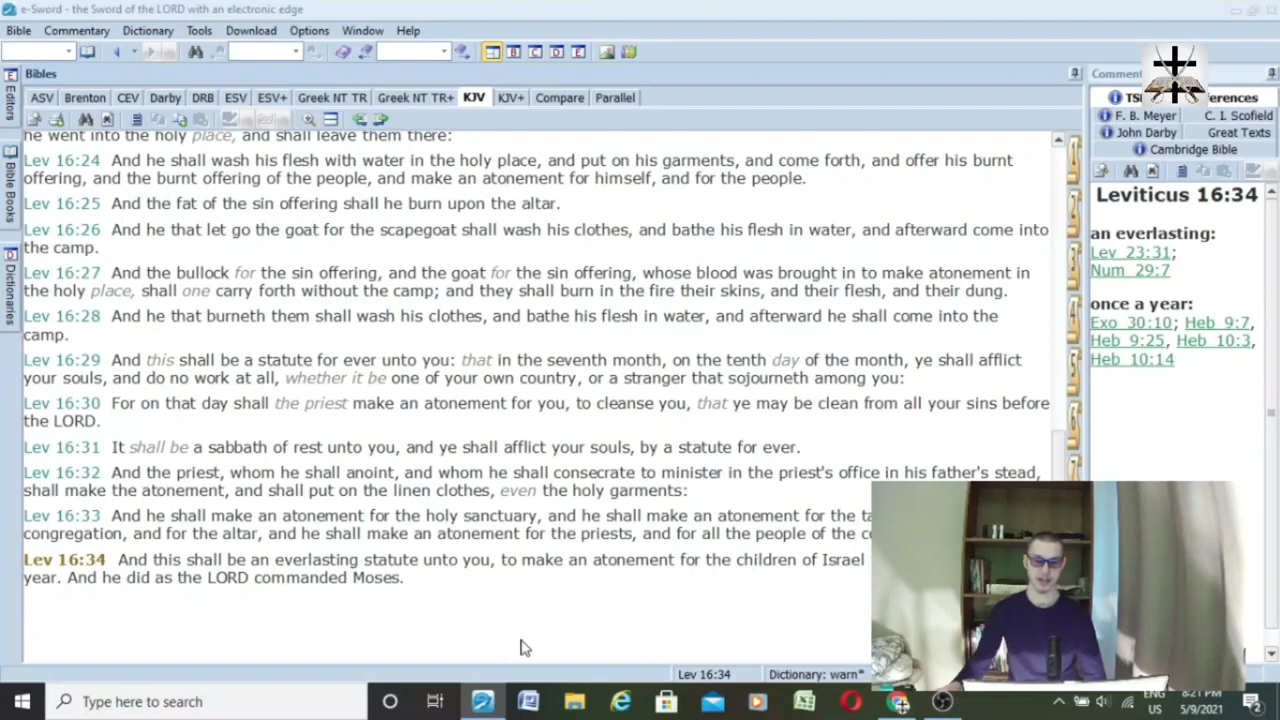 e-Sword - the Sword of the LORD with an electronic edge
Bible Commentary Dictionary Tools Download Options Window Help
Bibles
Comment
ASV Brenton CEV Darby DRB ESV ESV+ Greek NT TR Greek NT TR+ KJV KJV+ Compare Parallel
erences
F. B. Meyer C. I. Scofield
John Darby Great Texts
Cambridge Bible
Editors
Bible Books
Dictionaries
he went into the holy place, and shall leave them there:
Lev 16:24 And he shall wash his flesh with water in the holy place, and put on his garments, and come forth, and offer his burnt
offering, and the burnt offering of the people, and make an atonement for himself, and for the people.
Lev 16:25 And the fat of the sin offering shall he burn upon the altar.
Lev 16:26 And he that let go the goat for the scapegoat shall wash his clothes, and bathe his flesh in water, and afterward come into
the camp.
Lev 16:27 And the bullock for the sin offering, and the goat for the sin offering, whose blood was brought in to make atonement in
the holy place, shall one carry forth without the camp; and they shall burn in the fire their skins, and their flesh, and their dung.
Lev 16:28 And he that burneth them shall wash his clothes, and bathe his flesh in water, and afterward he shall come into the
camp.
Lev 16:29 And this shall be a statute for ever unto you: that in the seventh month, on the tenth day of the month, ye shall afflict
your souls, and do no work at all, whether it be one of your own country, or a stranger that sojourneth among you:
Lev 16:30 For on that day shall the priest make an atonement for you, to cleanse you, that ye may be clean from all your sins before
the LORD.
Lev 16:31 It shall be a sabbath of rest unto you, and ye shall afflict your souls, by a statute for ever.
Lev 16:32 And the priest, whom he shall anoint, and whom he shall consecrate to minister in the priest's office in his father's stead,
shall make the atonement, and shall put on the linen clothes, even the holy garments:
Lev 16:33 And he shall make an atonement for the holy sanctuary, and he shall make an atonement for the ta
congregation, and for the altar, and he shall make an atonement for the priests, and for all the people of the co
Lev 16:34 And this shall be an everlasting statute unto you, to make an atonement for the children of Israel
year. And he did as the LORD commanded Moses.
Leviticus 16:34
an everlasting:
Lev 23:31;
Num 29:7
once a year:
Exo 30:10; Heb 9:7,
Heb 9:25, Heb 10:3,
Heb 10:14
1
2
3
4
5
6
7
Lev 16:34 Dictionary: warn*
Type here to search
ENG
US
8:21 PM
5/9/2021
2